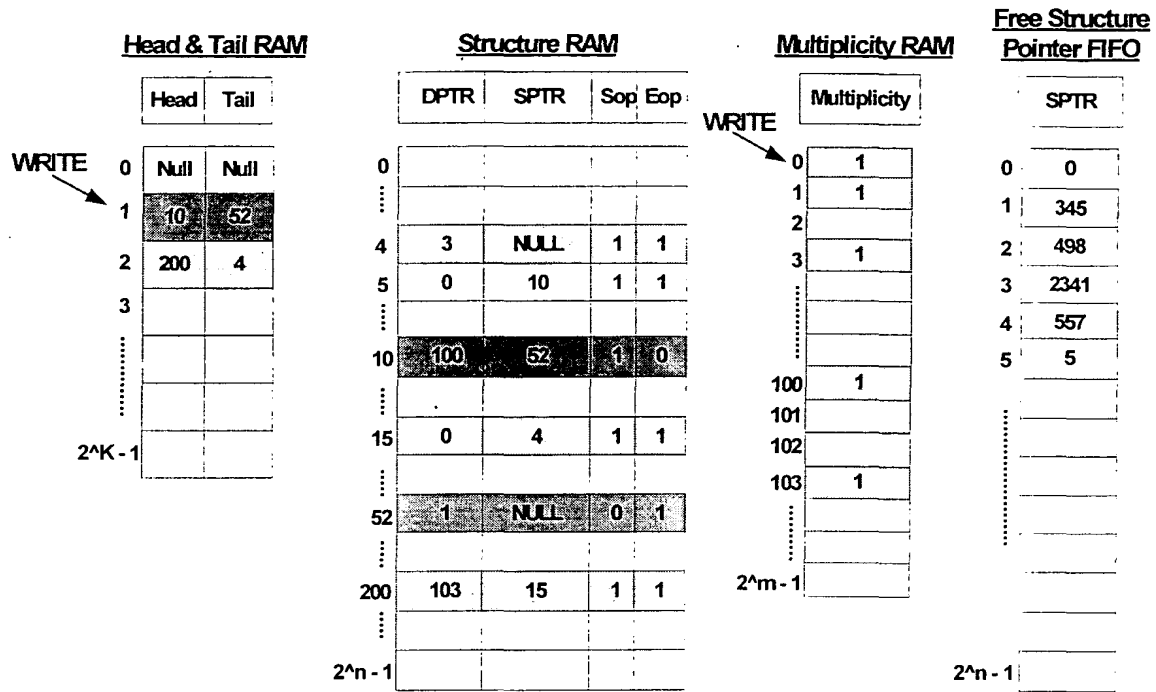 Head & Tail RAM
Head Tail
WRITE
0 Null Null
1 10 52
2 200 4
3
2^K - 1
Structure RAM
DPTR SPTR Sop Eop
0
4 3 NULL 1 1
5 0 10 1 1
10 100 52 1 0
15 0 4 1 1
52 1 NULL 0 1
200 103 15 1 1
2^n - 1
Multiplicity RAM
Multiplicity
WRITE
0 1
1 1
2
3 1
100 1
101
102
103 1
2^m - 1
Free Structure
Pointer FIFO
SPTR
0 0
1 345
2 498
3 2341
4 557
5 5
2^n - 1